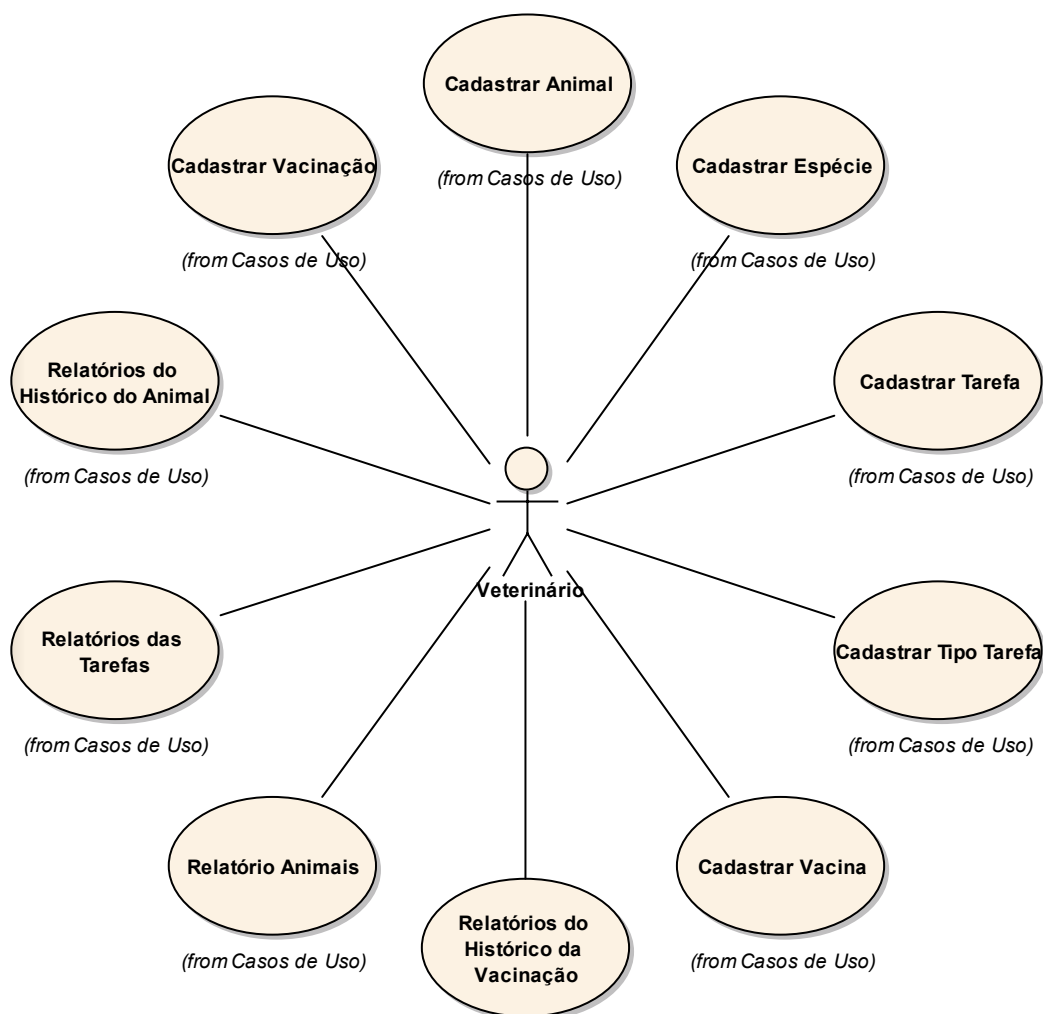 Cadastrar Animal
(from Casos de Uso)
Cadastrar Vacinação
(from Casos de Uso)
Cadastrar Espécie
(from Casos de Uso)
Relatórios do
Histórico do Animal
(from Casos de Uso)
Cadastrar Tarefa
(from Casos de Uso)
Veterinário
Relatórios das
Tarefas
(from Casos de Uso)
Cadastrar Tipo Tarefa
(from Casos de Uso)
Relatório Animais
(from Casos de Uso)
Cadastrar Vacina
(from Casos de Uso)
Relatórios do
Histórico da
Vacinação